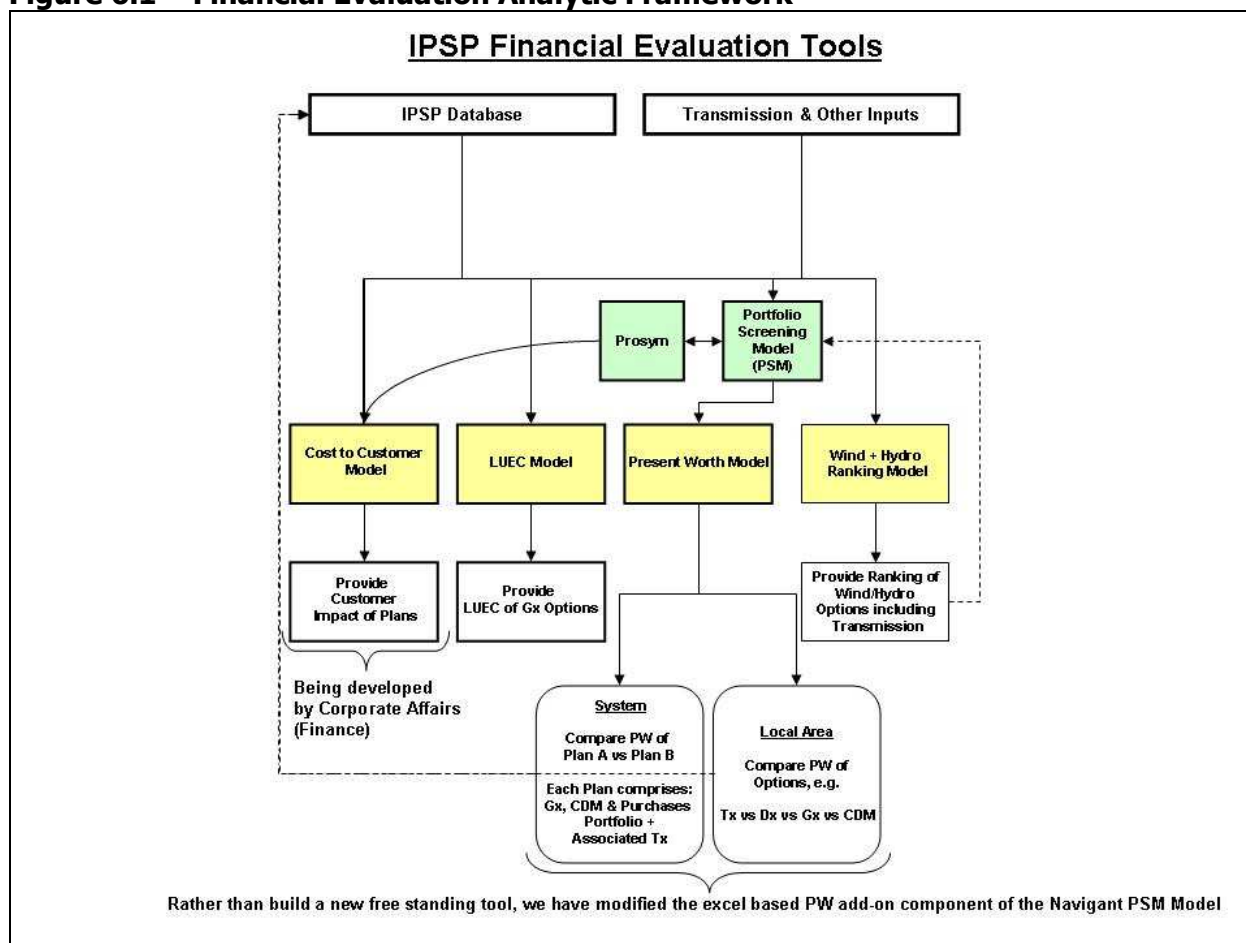 Figure 6.1 – Financial Evaluation Analytic Framework
IPSP Financial Evaluation Tools
IPSP Database
Transmission & Other Inputs
Prosym
Portfolio
Screening
Model
(PSM)
Cost to Customer
Model
LUEC Model
Present Worth Model
Wind + Hydro
Ranking Model
Provide
Customer
Impact of Plans
Provide
LUEC of Gx Options
Provide Ranking of
Wind/Hydro
Options including
Transmission
Being developed
by Corporate Affairs
(Finance)
System
Compare PW of
Plan A vs Plan B
Each Plan comprises:
Gx, CDM & Purchases
Portfolio +
Associated Tx
Local Area
Compare PW of
Options, e.g.
Tx vs Dx vs Gx vs CDM
Rather than build a new free standing tool, we have modified the excel based PW add-on component of the Navigant PSM Model